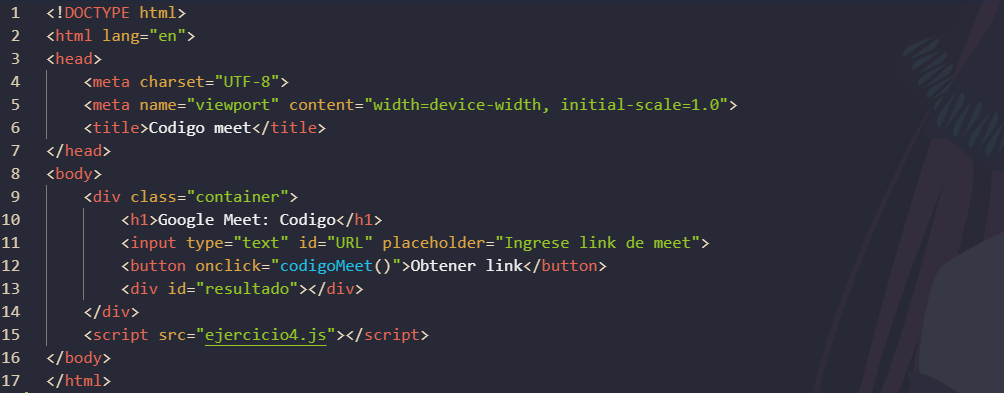 1 <!DOCTYPE html>
2 <html lang="en">
3 <head>
4     <meta charset="UTF-8">
5     <meta name="viewport" content="width=device-width, initial-scale=1.0">
6     <title>Codigo meet</title>
7 </head>
8 <body>
9     <div class="container">
10         <h1>Google Meet: Codigo</h1>
11         <input type="text" id="URL" placeholder="Ingrese link de meet">
12         <button onclick="codigoMeet()">Obtener link</button>
13         <div id="resultado"></div>
14     </div>
15     <script src="ejercicio4.js"></script>
16 </body>
17 </html>